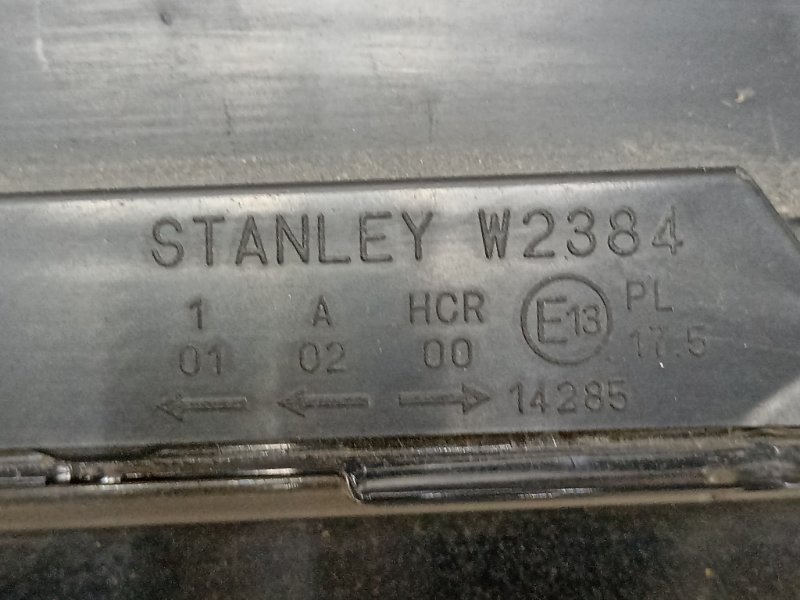 STANLEY W2384
1 A HCR E13 PL
01 02 00 17.5
← ← → 14285